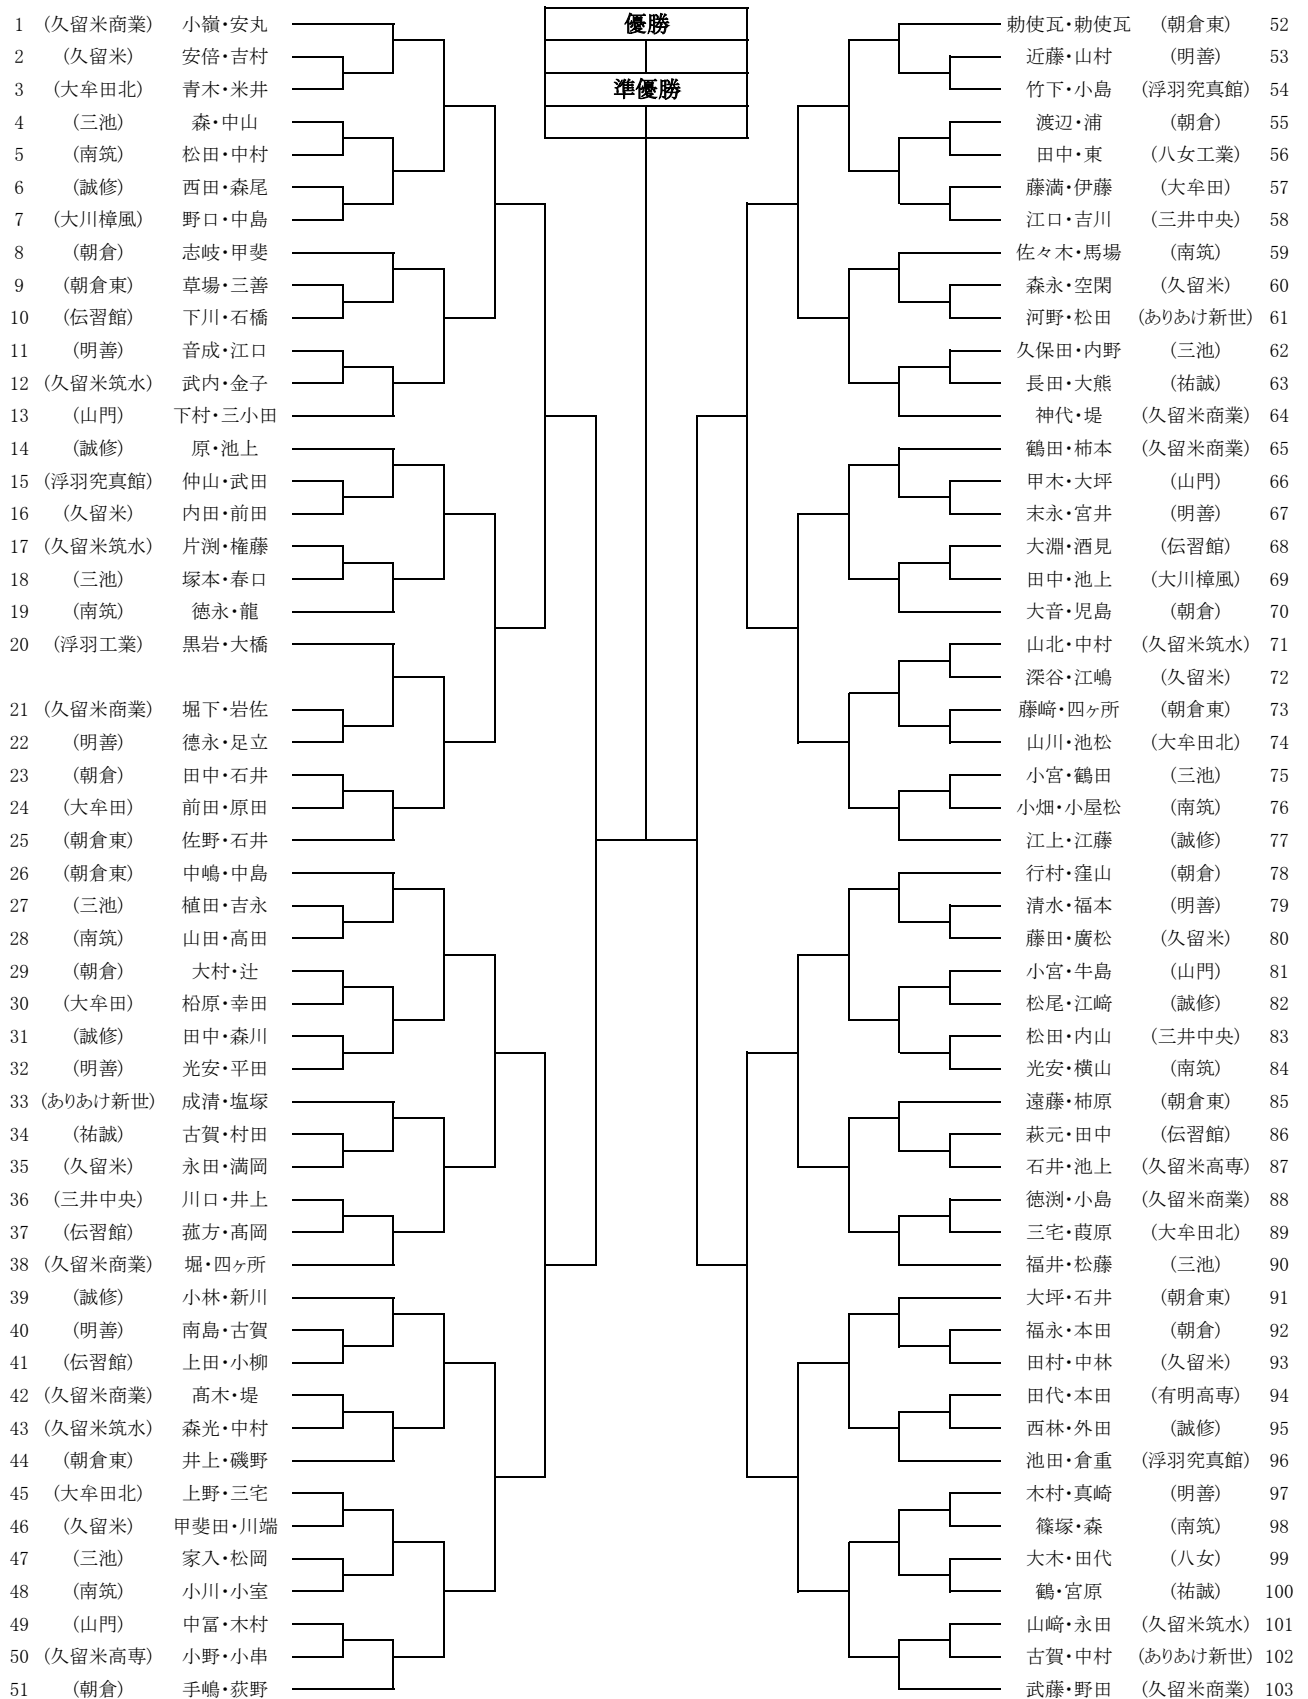 優勝
準優勝
1 (久留米商業) 小嶺・安丸
2 (久留米) 安倍・吉村
3 (大牟田北) 青木・米井
4 (三池) 森・中山
5 (南筑) 松田・中村
6 (誠修) 西田・森尾
7 (大川樟風) 野口・中島
8 (朝倉) 志岐・甲斐
9 (朝倉東) 草場・三善
10 (伝習館) 下川・石橋
11 (明善) 音成・江口
12 (久留米筑水) 武内・金子
13 (山門) 下村・三小田
14 (誠修) 原・池上
15 (浮羽究真館) 仲山・武田
16 (久留米) 内田・前田
17 (久留米筑水) 片渕・権藤
18 (三池) 塚本・春口
19 (南筑) 徳永・龍
20 (浮羽工業) 黒岩・大橋
21 (久留米商業) 堀下・岩佐
22 (明善) 德永・足立
23 (朝倉) 田中・石井
24 (大牟田) 前田・原田
25 (朝倉東) 佐野・石井
26 (朝倉東) 中嶋・中島
27 (三池) 植田・吉永
28 (南筑) 山田・高田
29 (朝倉) 大村・辻
30 (大牟田) 柗原・幸田
31 (誠修) 田中・森川
32 (明善) 光安・平田
33 (ありあけ新世) 成清・塩塚
34 (祐誠) 古賀・村田
35 (久留米) 永田・満岡
36 (三井中央) 川口・井上
37 (伝習館) 菰方・髙岡
38 (久留米商業) 堀・四ヶ所
39 (誠修) 小林・新川
40 (明善) 南島・古賀
41 (伝習館) 上田・小柳
42 (久留米商業) 髙木・堤
43 (久留米筑水) 森光・中村
44 (朝倉東) 井上・磯野
45 (大牟田北) 上野・三宅
46 (久留米) 甲斐田・川端
47 (三池) 家入・松岡
48 (南筑) 小川・小室
49 (山門) 中冨・木村
50 (久留米高専) 小野・小串
51 (朝倉) 手嶋・荻野
勅使瓦・勅使瓦 (朝倉東) 52
近藤・山村 (明善) 53
竹下・小島 (浮羽究真館) 54
渡辺・浦 (朝倉) 55
田中・東 (八女工業) 56
藤満・伊藤 (大牟田) 57
江口・吉川 (三井中央) 58
佐々木・馬場 (南筑) 59
森永・空閑 (久留米) 60
河野・松田 (ありあけ新世) 61
久保田・内野 (三池) 62
長田・大熊 (祐誠) 63
神代・堤 (久留米商業) 64
鶴田・柿本 (久留米商業) 65
甲木・大坪 (山門) 66
末永・宮井 (明善) 67
大淵・酒見 (伝習館) 68
田中・池上 (大川樟風) 69
大音・児島 (朝倉) 70
山北・中村 (久留米筑水) 71
深谷・江嶋 (久留米) 72
藤﨑・四ヶ所 (朝倉東) 73
山川・池松 (大牟田北) 74
小宮・鶴田 (三池) 75
小畑・小屋松 (南筑) 76
江上・江藤 (誠修) 77
行村・窪山 (朝倉) 78
清水・福本 (明善) 79
藤田・廣松 (久留米) 80
小宮・牛島 (山門) 81
松尾・江﨑 (誠修) 82
松田・内山 (三井中央) 83
光安・横山 (南筑) 84
遠藤・柿原 (朝倉東) 85
萩元・田中 (伝習館) 86
石井・池上 (久留米高専) 87
徳渕・小島 (久留米商業) 88
三宅・葭原 (大牟田北) 89
福井・松藤 (三池) 90
大坪・石井 (朝倉東) 91
福永・本田 (朝倉) 92
田村・中林 (久留米) 93
田代・本田 (有明高専) 94
西林・外田 (誠修) 95
池田・倉重 (浮羽究真館) 96
木村・真崎 (明善) 97
篠塚・森 (南筑) 98
大木・田代 (八女) 99
鶴・宮原 (祐誠) 100
山﨑・永田 (久留米筑水) 101
古賀・中村 (ありあけ新世) 102
武藤・野田 (久留米商業) 103